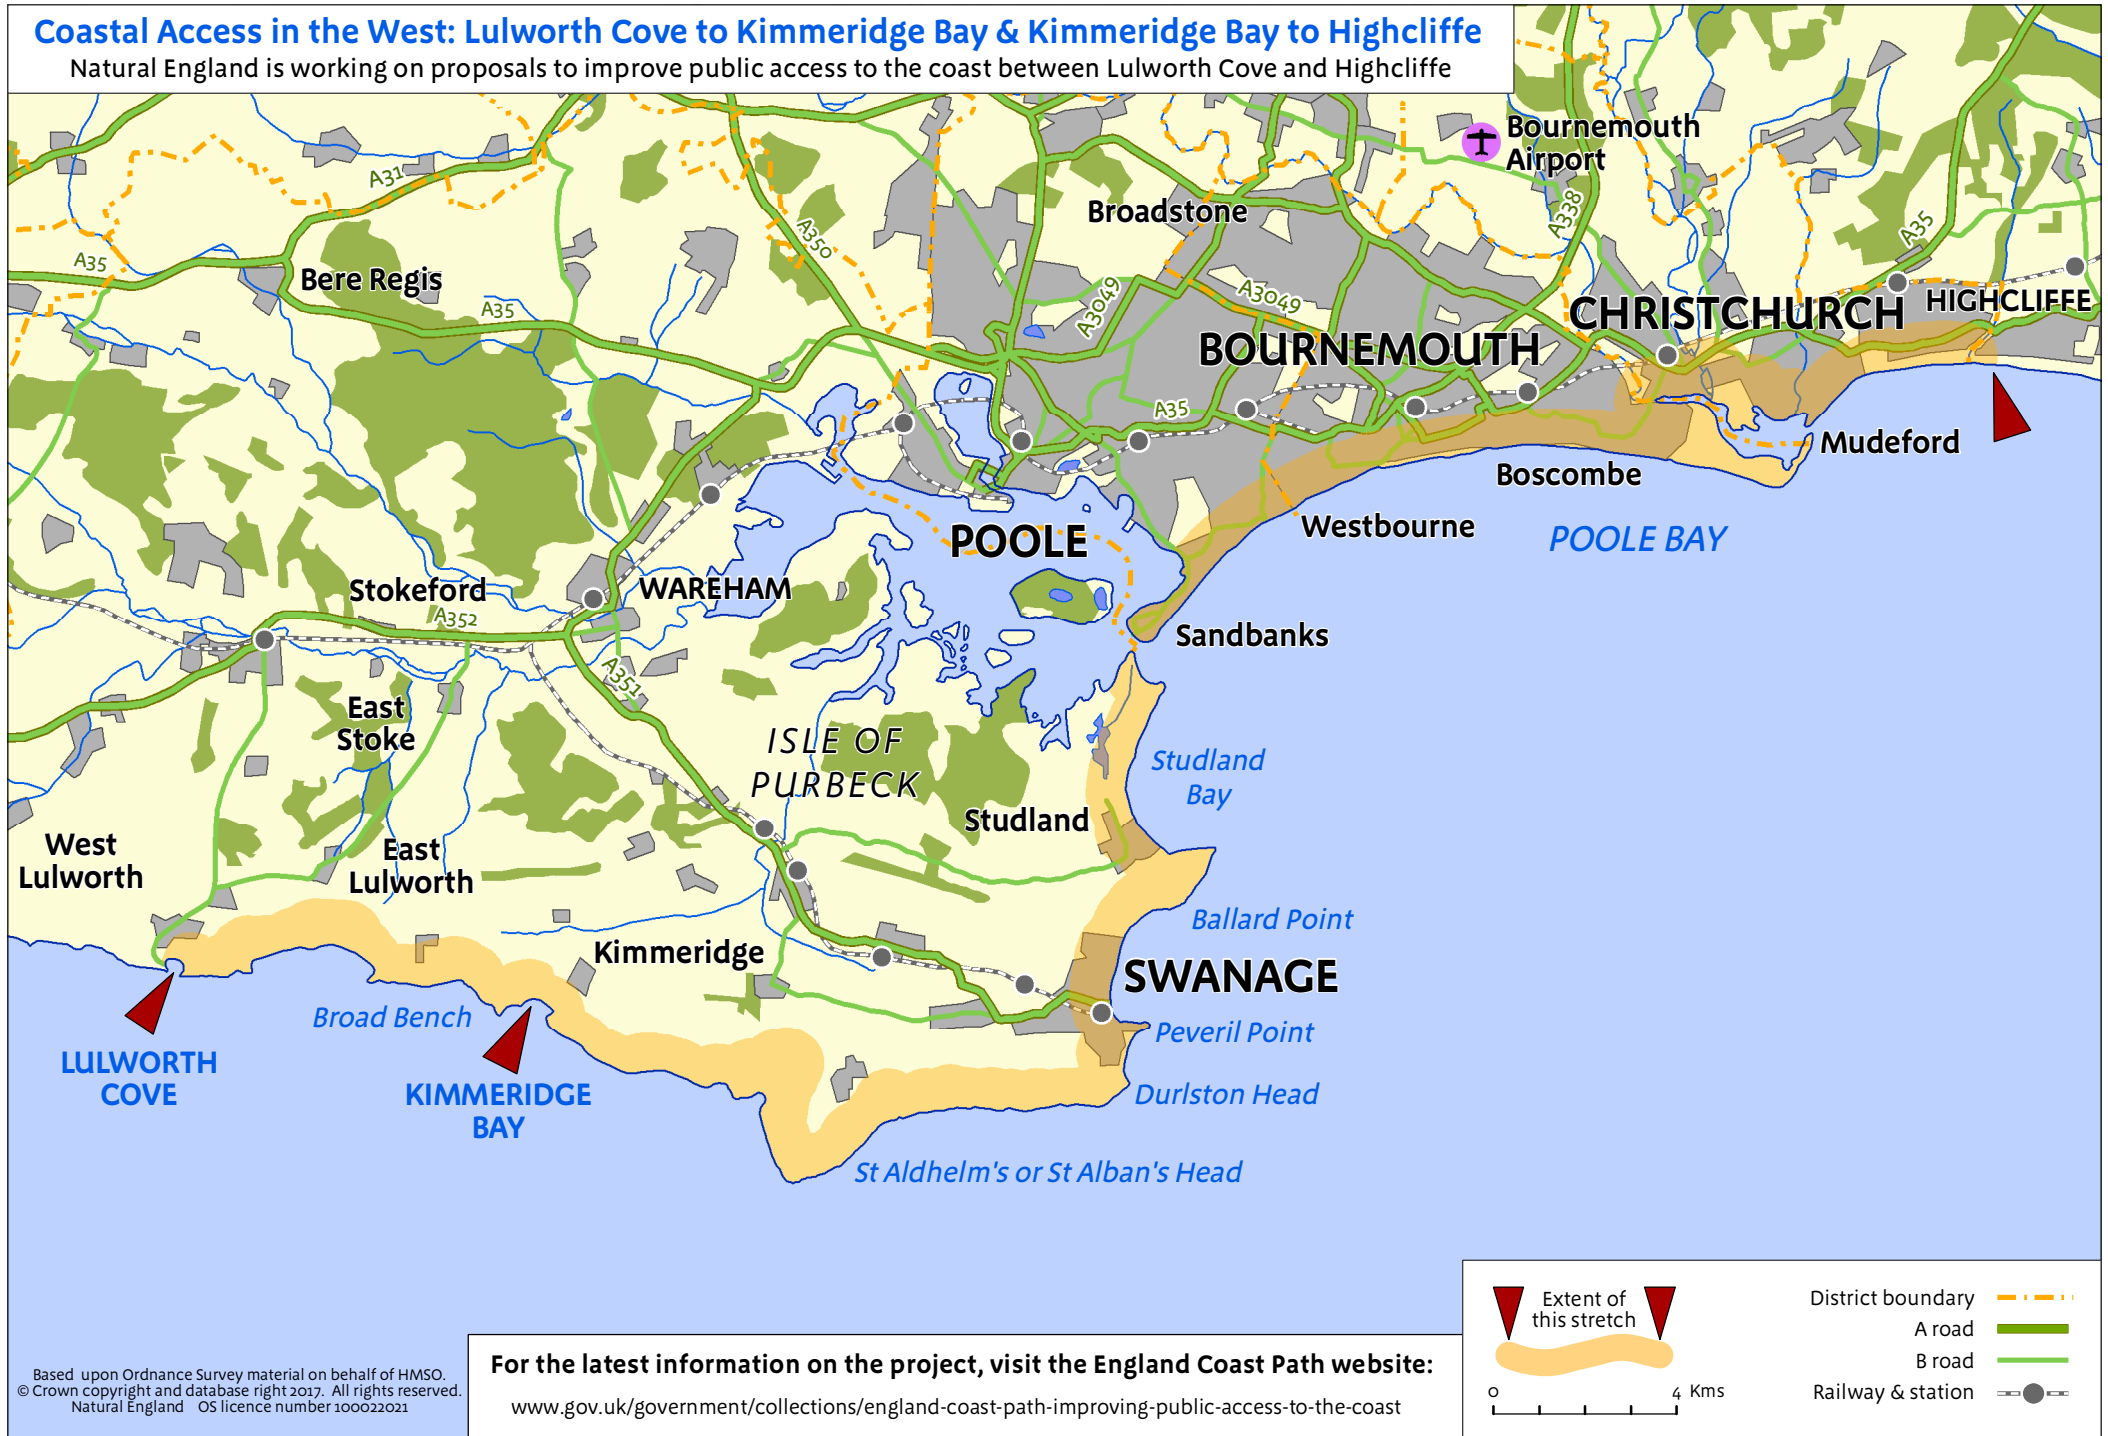 Coastal Access in the West: Lulworth Cove to Kimmeridge Bay & Kimmeridge Bay to Highcliffe
Natural England is working on proposals to improve public access to the coast between Lulworth Cove and Highcliffe
Bournemouth
Airport
A31
A338
Broadstone
A35
A350
A35
Bere Regis
A3049
A3049
A35
CHRISTCHURCH
HIGHCLIFFE
BOURNEMOUTH
A35
Mudeford
Boscombe
Westbourne
POOLE BAY
POOLE
Stokeford
WAREHAM
A352
Sandbanks
A351
East
Stoke
ISLE OF
PURBECK
Studland
Bay
Studland
West
Lulworth
East
Lulworth
Ballard Point
Kimmeridge
SWANAGE
Broad Bench
Peveril Point
LULWORTH
COVE
KIMMERIDGE
BAY
Durlston Head
St Aldhelm's or St Alban's Head
Extent of
this stretch
0 4 Kms
District boundary
A road
B road
Railway & station
For the latest information on the project, visit the England Coast Path website:
www.gov.uk/government/collections/england-coast-path-improving-public-access-to-the-coast
Based upon Ordnance Survey material on behalf of HMSO.
© Crown copyright and database right 2017. All rights reserved.
Natural England OS licence number 100022021